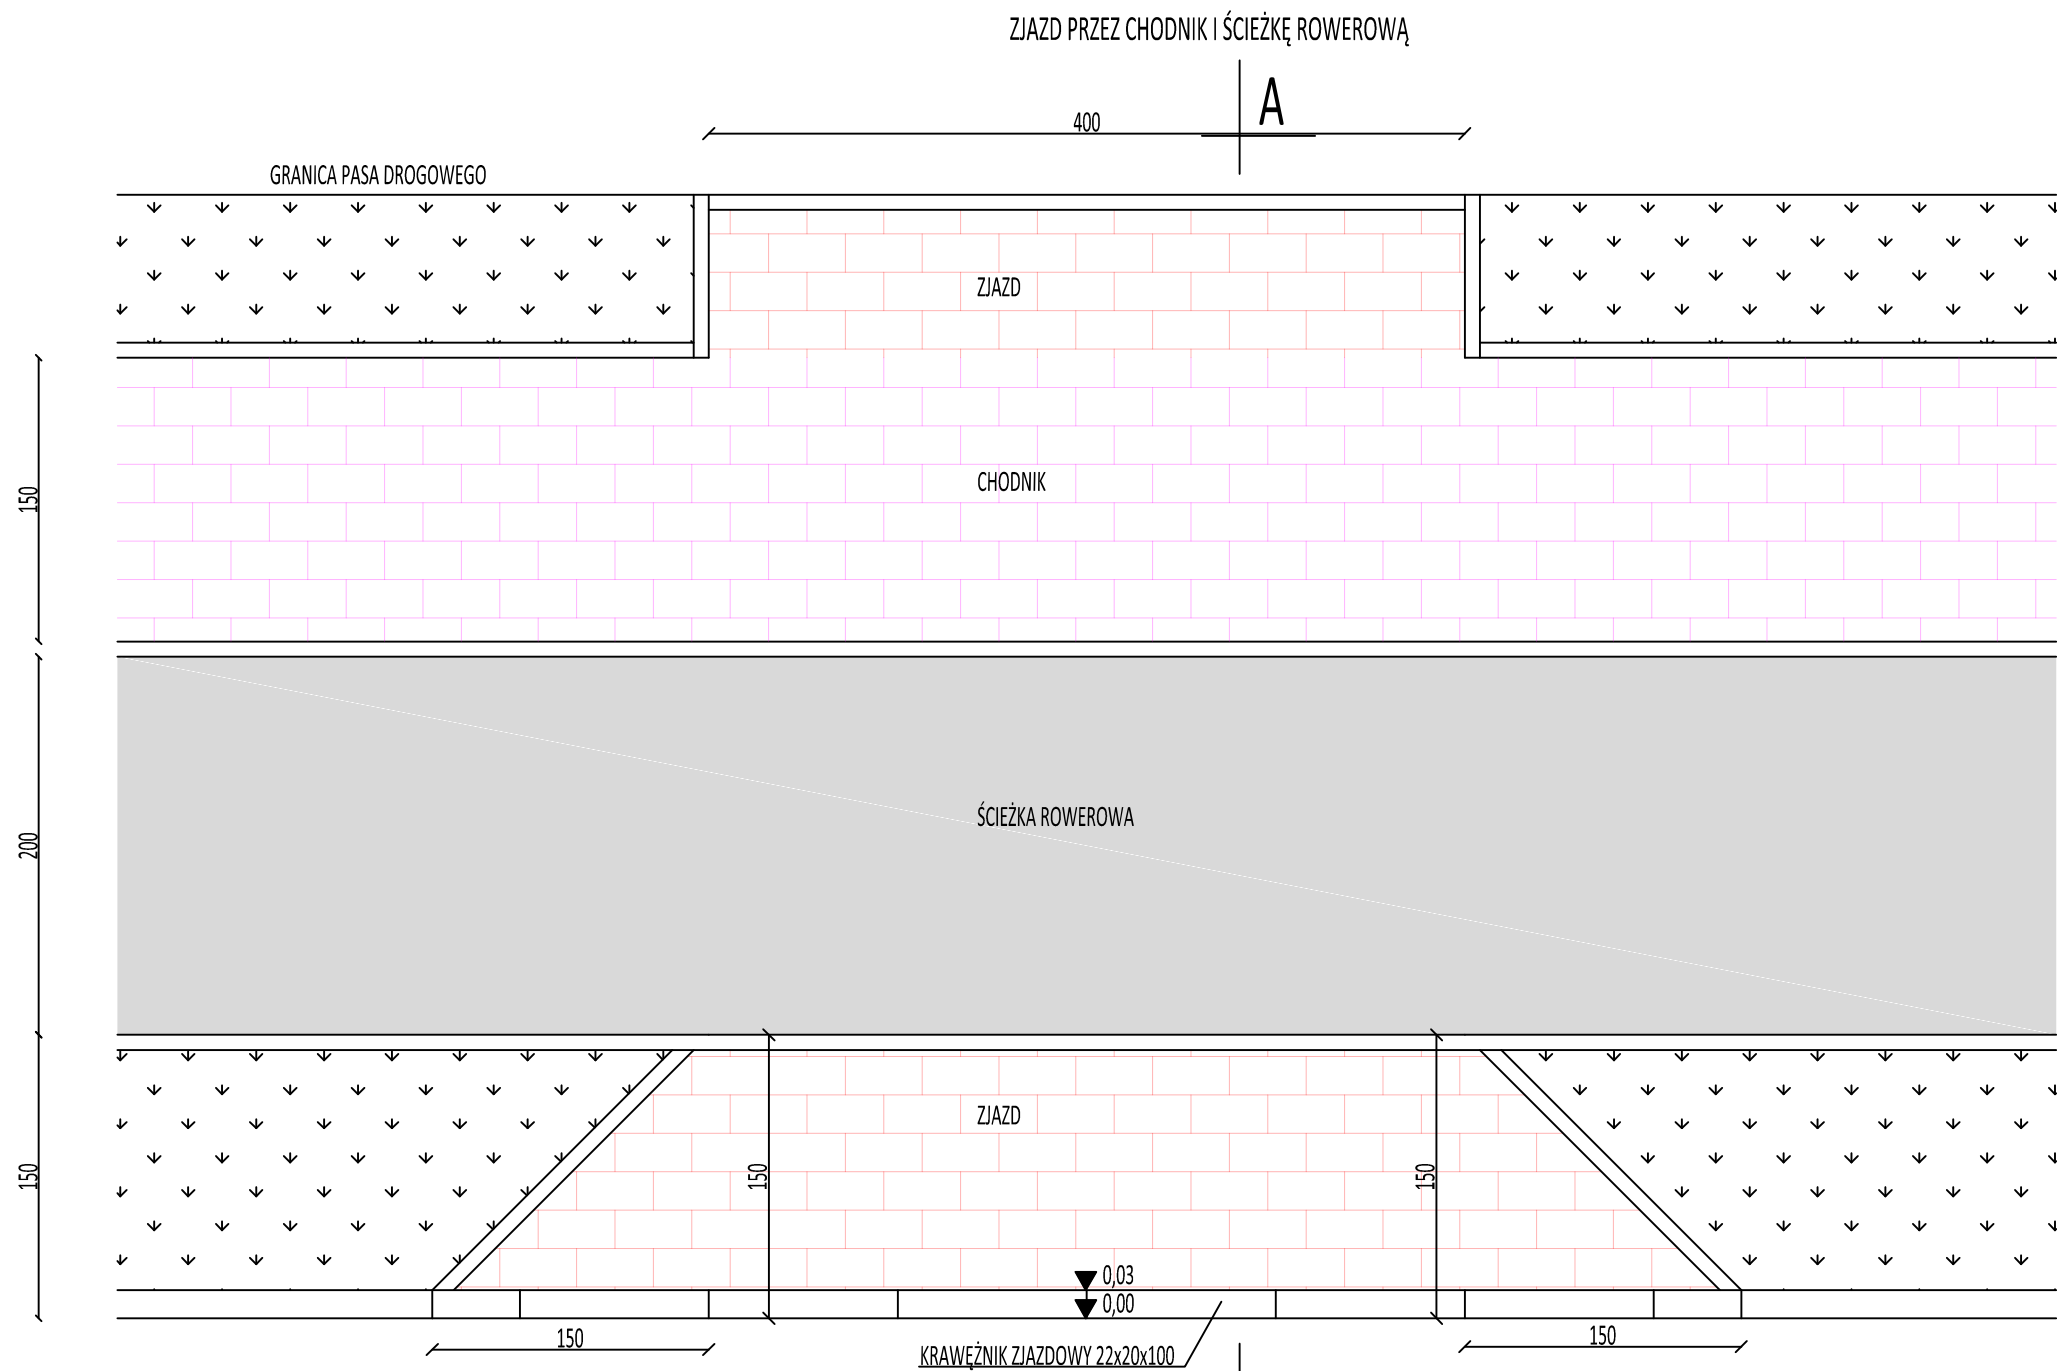 ZJAZD PRZEZ CHODNIK I ŚCIEŻKĘ ROWEROWĄ
A
400
GRANICA PASA DROGOWEGO
ZJAZD
CHODNIK
150
ŚCIEŻKA ROWEROWA
200
ZJAZD
150
150
150
0,03
0,00
150
150
KRAWĘŻNIK ZJAZDOWY 22x20x100